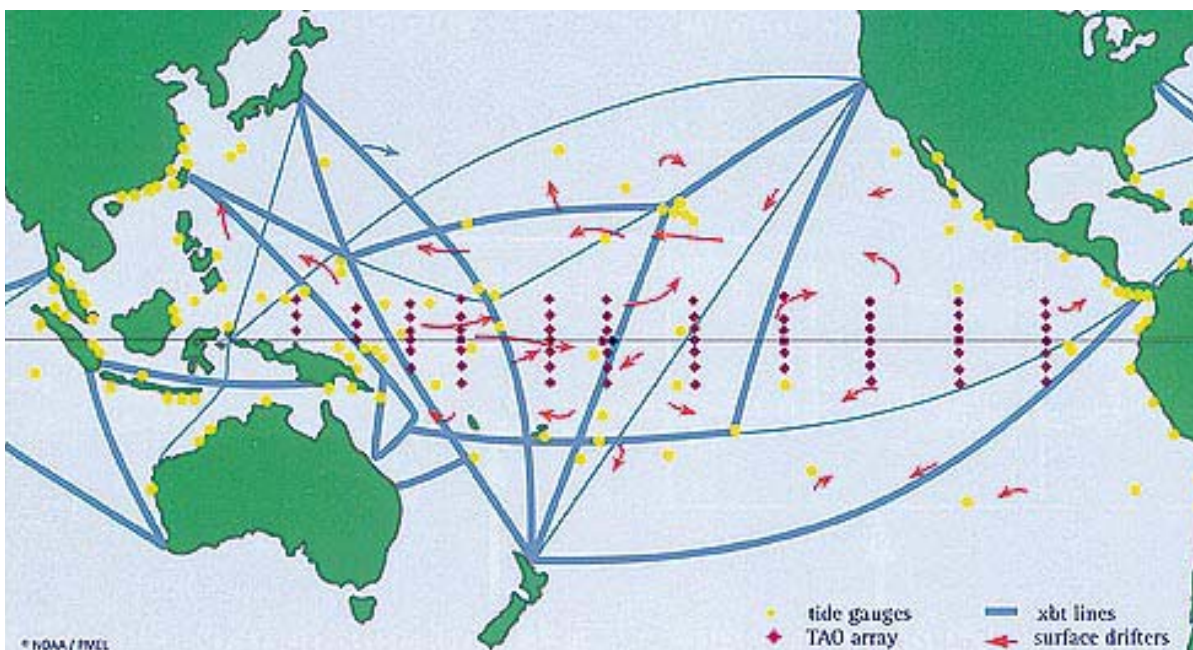 tide gauges
TAO array
xbt lines
surface drifters
© NOAA / PMEL